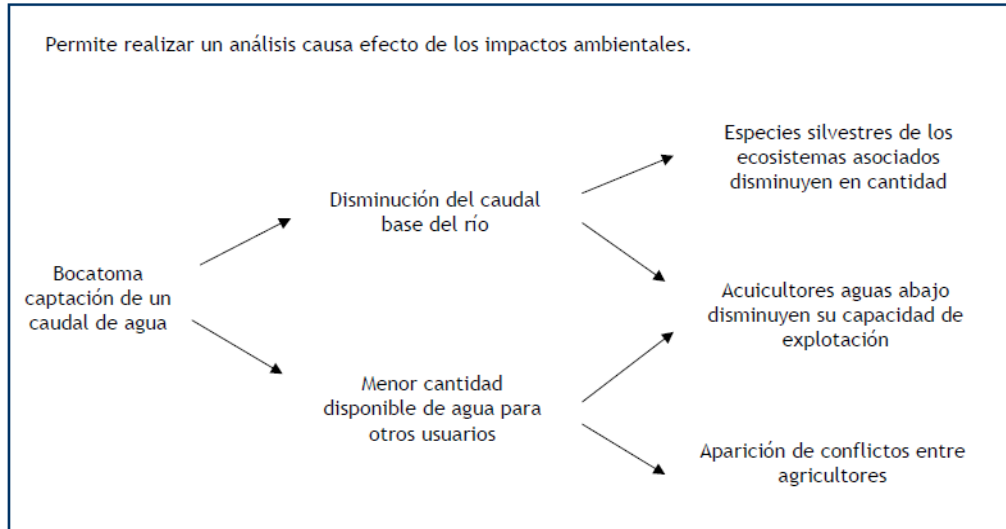 Permite realizar un análisis causa efecto de los impactos ambientales.
Especies silvestres de los
ecosistemas asociados
disminuyen en cantidad
Disminución del caudal
base del río
Bocatoma
captación de un
caudal de agua
Acuicultores aguas abajo
disminuyen su capacidad de
explotación
Menor cantidad
disponible de agua para
otros usuarios
Aparición de conflictos entre
agricultores